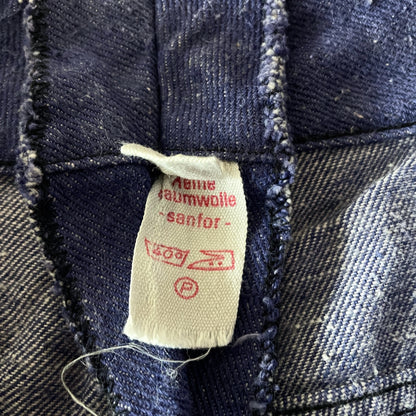 Reine
Baumwolle
-sanfor-
60°
P